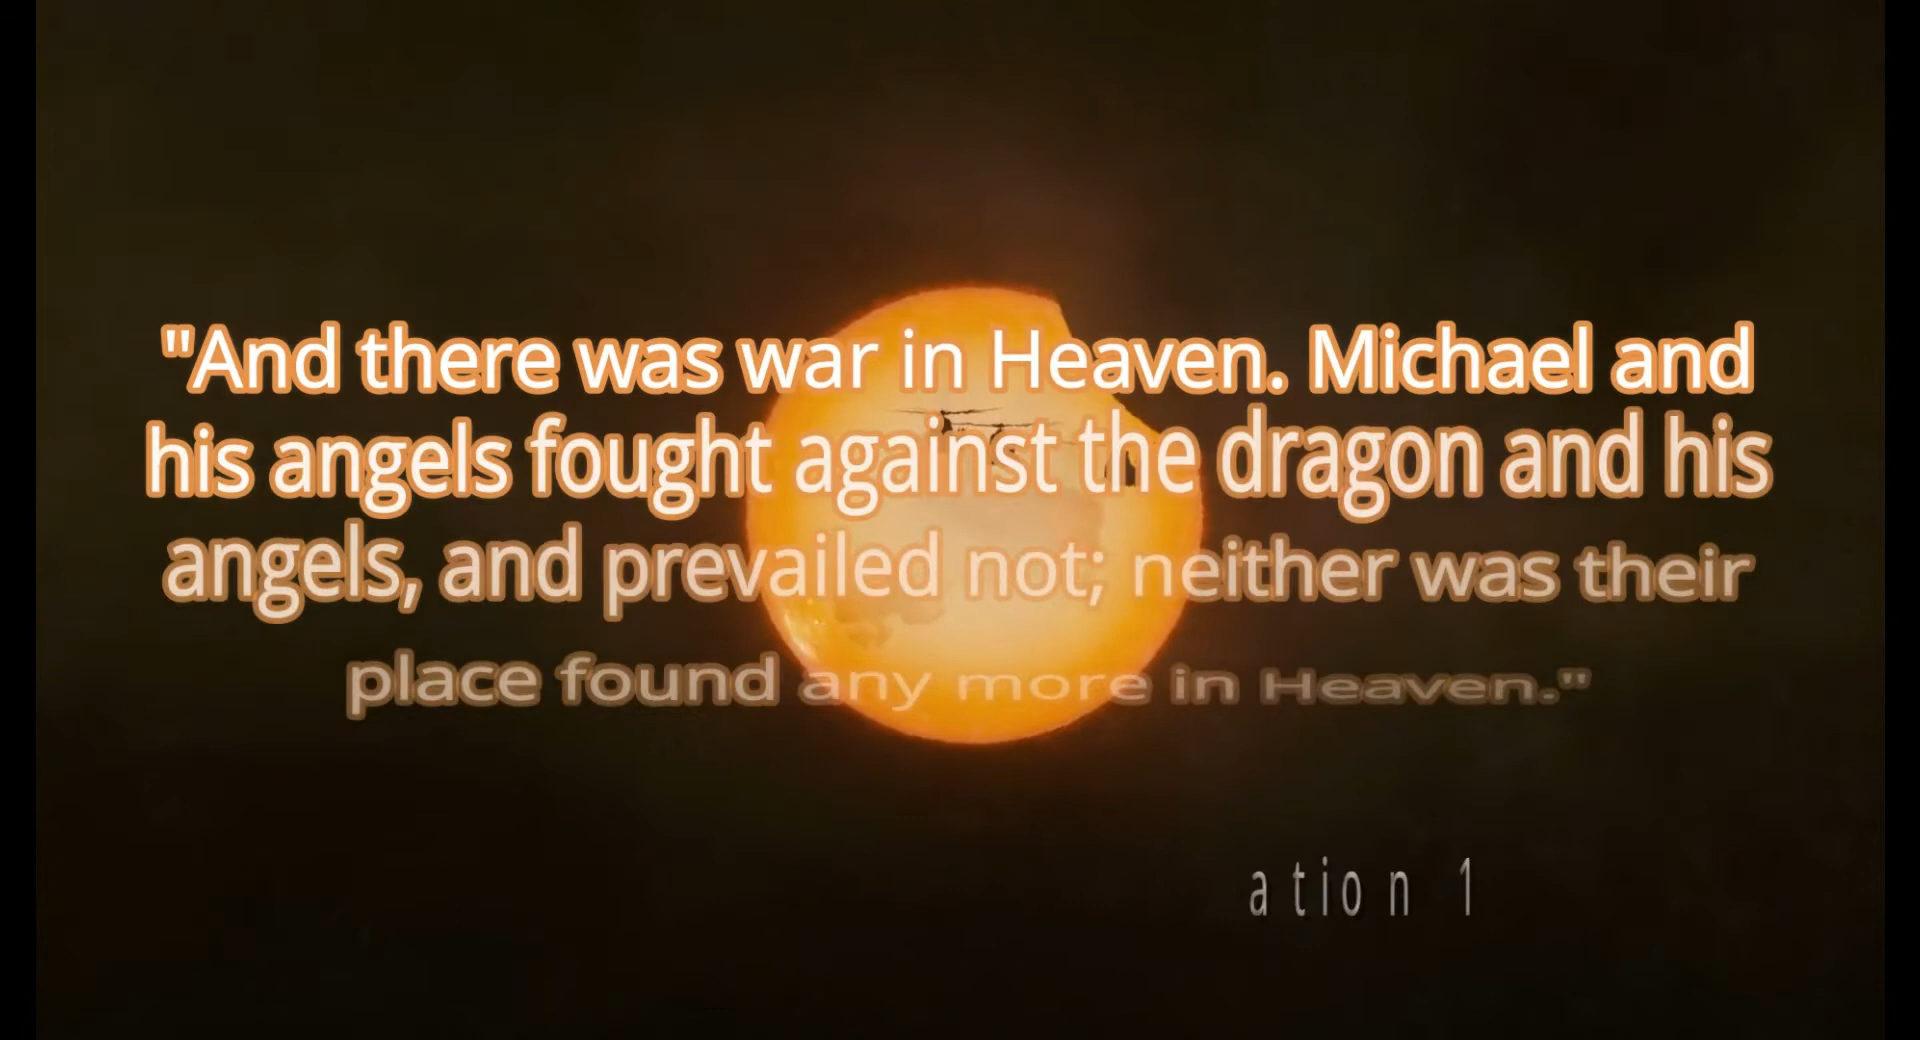 "And there was war in Heaven. Michael and
his angels fought against the dragon and his
angels, and prevailed not; neither was their
place found any more in Heaven."
ation 1